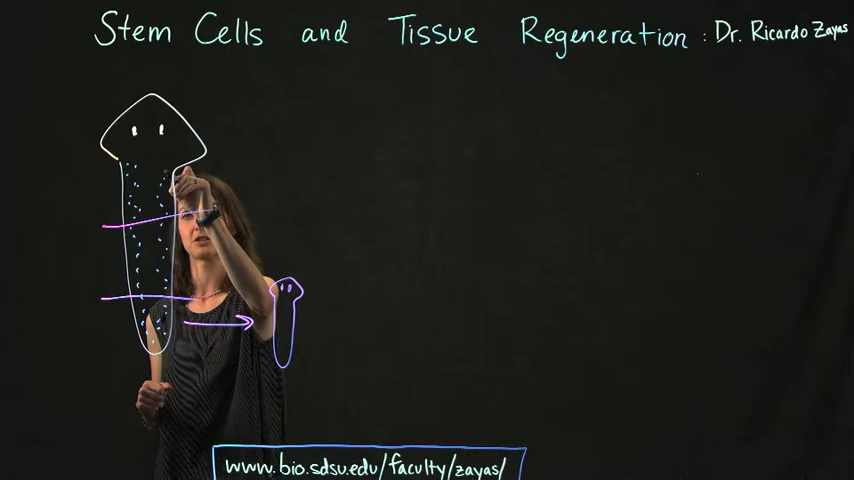 Stem Cells and Tissue Regeneration : Dr. Ricardo Zayas
www.bio.sdsu.edu/faculty/zayas/